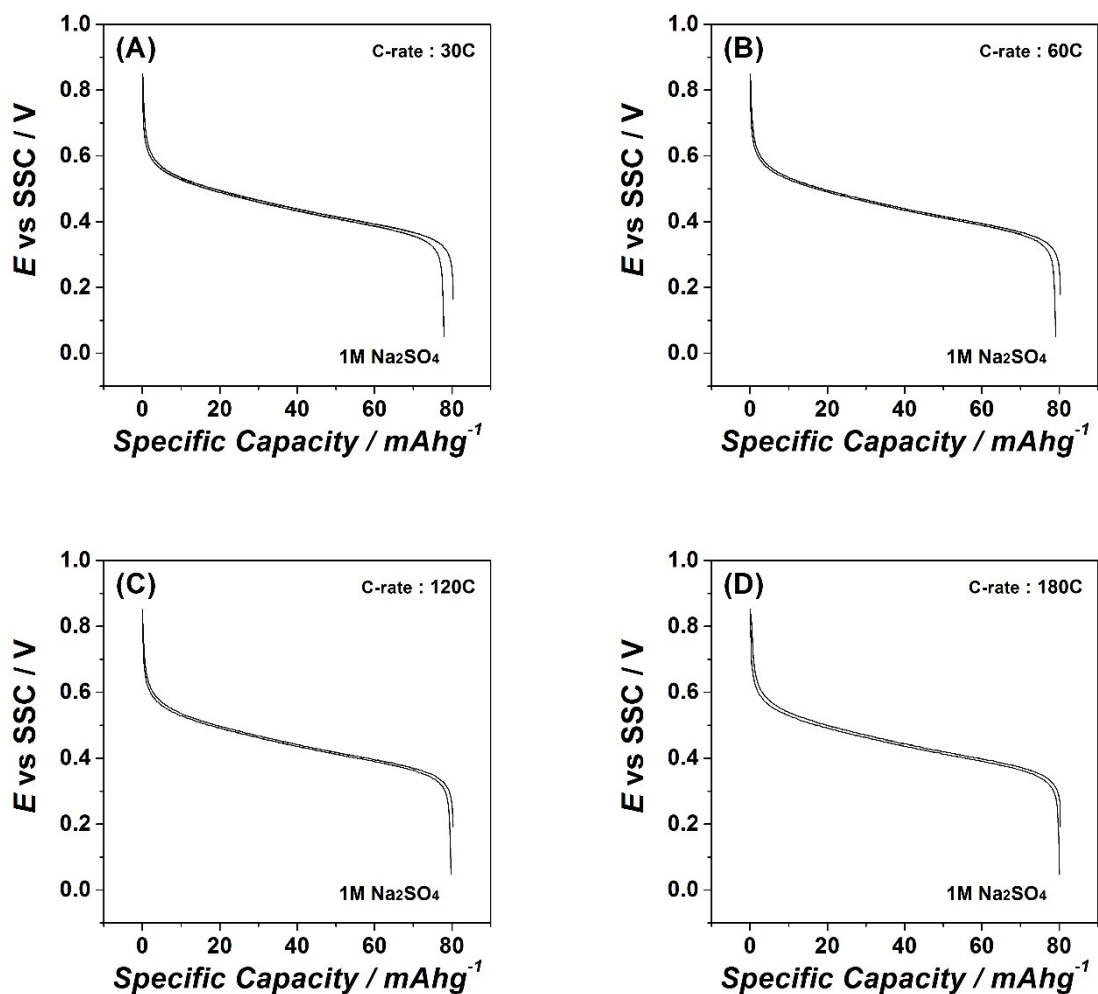 (A)
C-rate : 30C
1.0
0.8
0.6
0.4
0.2
0.0
E vs SSC / V
1M Na₂SO₄
0 20 40 60 80
Specific Capacity / mAhg⁻¹
(B)
C-rate : 60C
1.0
0.8
0.6
0.4
0.2
0.0
E vs SSC / V
1M Na₂SO₄
0 20 40 60 80
Specific Capacity / mAhg⁻¹
(C)
C-rate : 120C
1.0
0.8
0.6
0.4
0.2
0.0
E vs SSC / V
1M Na₂SO₄
0 20 40 60 80
Specific Capacity / mAhg⁻¹
(D)
C-rate : 180C
1.0
0.8
0.6
0.4
0.2
0.0
E vs SSC / V
1M Na₂SO₄
0 20 40 60 80
Specific Capacity / mAhg⁻¹